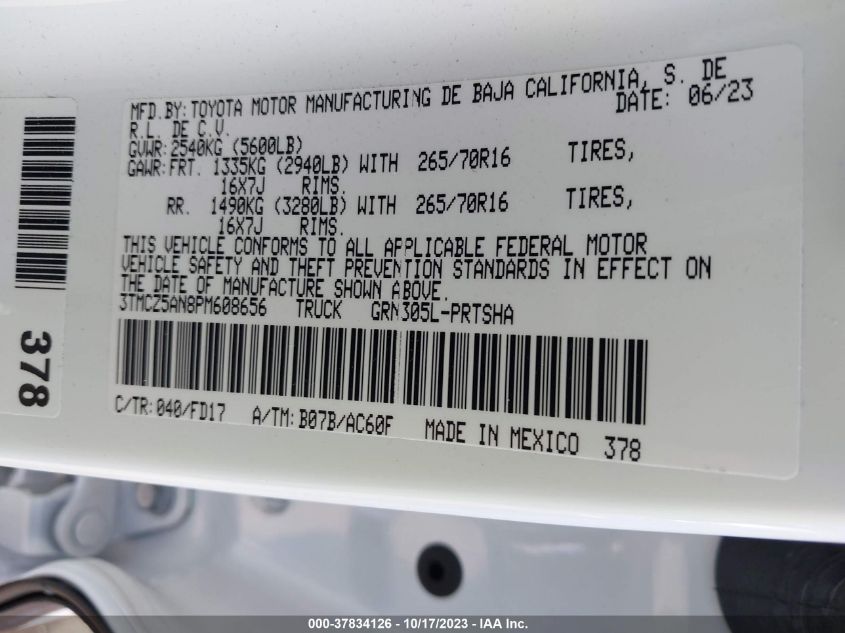 MFD.BY: TOYOTA MOTOR MANUFACTURING DE BAJA CALIFORNIA, S. DE
R.L. DE C.V. DATE: 06/23
GVWR: 2540KG (5600LB)
GAWR: FRT. 1335KG (2940LB) WITH 265/70R16 TIRES,
16X7J RIMS.
RR. 1490KG (3280LB) WITH 265/70R16 TIRES,
16X7J RIMS.
THIS VEHICLE CONFORMS TO ALL APPLICABLE FEDERAL MOTOR
VEHICLE SAFETY AND THEFT PREVENTION STANDARDS IN EFFECT ON
THE DATE OF MANUFACTURE SHOWN ABOVE.
3TMCZ5AN8PM608656 TRUCK GRN305L-PRTSHA
C/TR: 040/FD17 A/TM: B07B/AC60F MADE IN MEXICO 378
378
000-37834126 - 10/17/2023 - IAA Inc.